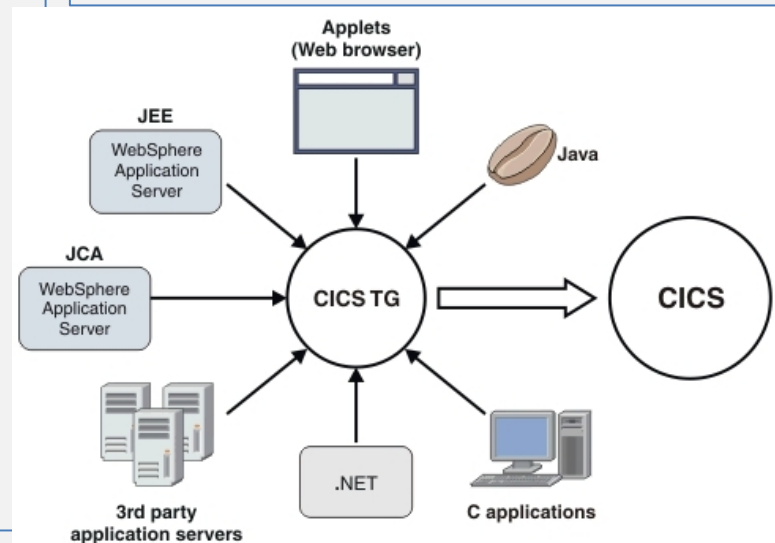 Applets
(Web browser)
JEE
WebSphere
Application
Server
Java
JCA
WebSphere
Application
Server
CICS TG
CICS
3rd party
application servers
.NET
C applications